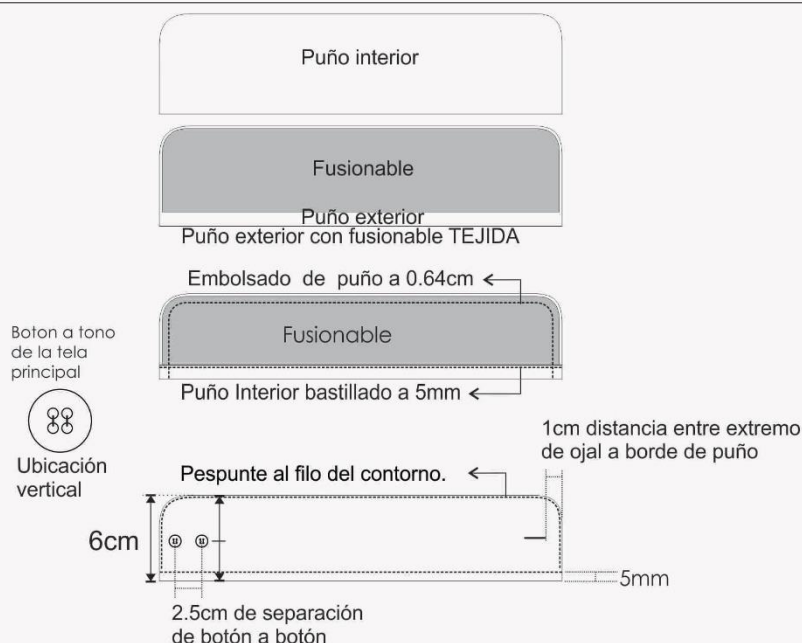 Puño interior
Fusionable
Puño exterior
Puño exterior con fusionable TEJIDA
Embolsado de puño a 0.64cm
Fusionable
Boton a tono
de la tela
principal
Puño Interior bastillado a 5mm
Ubicación
vertical
1cm distancia entre extremo
de ojal a borde de puño
Pespunte al filo del contorno.
6cm
5mm
2.5cm de separación
de botón a botón